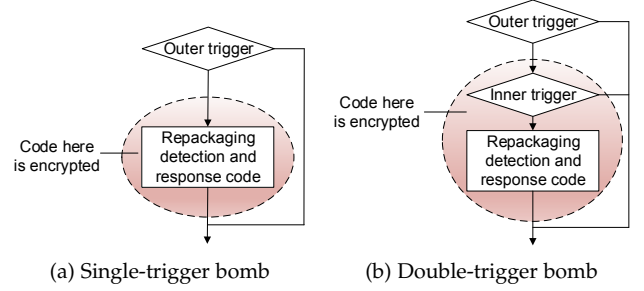 Outer trigger
Code here
is encrypted
Repackaging
detection and
response code
(a) Single-trigger bomb
Outer trigger
Inner trigger
Code here
is encrypted
Repackaging
detection and
response code
(b) Double-trigger bomb